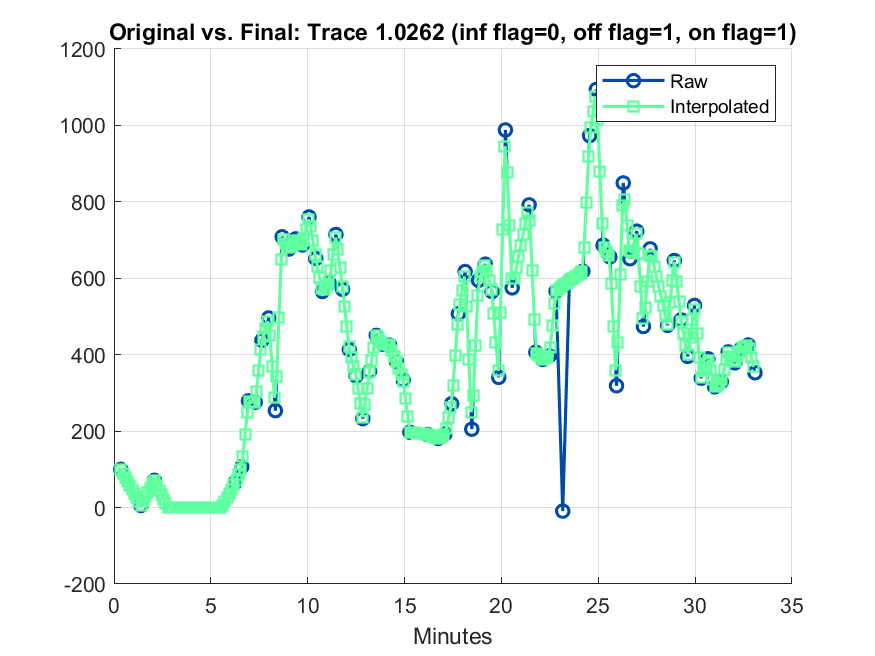 Original vs. Final: Trace 1.0262 (inf flag=0, off flag=1, on flag=1)
1200
1000
800
600
400
200
0
-200
Raw
Interpolated
0 5 10 15 20 25 30 35
Minutes